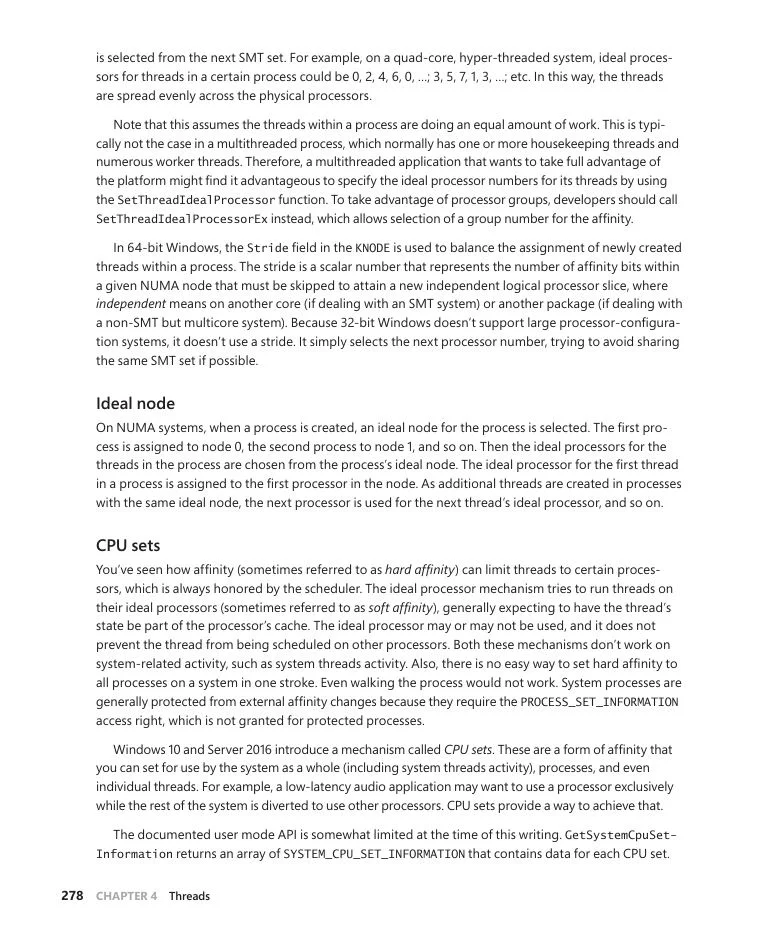 is selected from the next SMT set. For example, on a quad-core, hyper-threaded system, ideal proces-
sors for threads in a certain process could be 0, 2, 4, 6, 0, …; 3, 5, 7, 1, 3, …; etc. In this way, the threads
are spread evenly across the physical processors.
Note that this assumes the threads within a process are doing an equal amount of work. This is typi-
cally not the case in a multithreaded process, which normally has one or more housekeeping threads and
numerous worker threads. Therefore, a multithreaded application that wants to take full advantage of
the platform might find it advantageous to specify the ideal processor numbers for its threads by using
the SetThreadIdealProcessor function. To take advantage of processor groups, developers should call
SetThreadIdealProcessorEx instead, which allows selection of a group number for the affinity.
In 64-bit Windows, the Stride field in the KNODE is used to balance the assignment of newly created
threads within a process. The stride is a scalar number that represents the number of affinity bits within
a given NUMA node that must be skipped to attain a new independent logical processor slice, where
independent means on another core (if dealing with an SMT system) or another package (if dealing with
a non-SMT but multicore system). Because 32-bit Windows doesn't support large processor-configura-
tion systems, it doesn't use a stride. It simply selects the next processor number, trying to avoid sharing
the same SMT set if possible.
Ideal node
On NUMA systems, when a process is created, an ideal node for the process is selected. The first pro-
cess is assigned to node 0, the second process to node 1, and so on. Then the ideal processors for the
threads in the process are chosen from the process's ideal node. The ideal processor for the first thread
in a process is assigned to the first processor in the node. As additional threads are created in processes
with the same ideal node, the next processor is used for the next thread's ideal processor, and so on.
CPU sets
You've seen how affinity (sometimes referred to as hard affinity) can limit threads to certain proces-
sors, which is always honored by the scheduler. The ideal processor mechanism tries to run threads on
their ideal processors (sometimes referred to as soft affinity), generally expecting to have the thread's
state be part of the processor's cache. The ideal processor may or may not be used, and it does not
prevent the thread from being scheduled on other processors. Both these mechanisms don't work on
system-related activity, such as system threads activity. Also, there is no easy way to set hard affinity to
all processes on a system in one stroke. Even walking the process would not work. System processes are
generally protected from external affinity changes because they require the PROCESS_SET_INFORMATION
access right, which is not granted for protected processes.
Windows 10 and Server 2016 introduce a mechanism called CPU sets. These are a form of affinity that
you can set for use by the system as a whole (including system threads activity), processes, and even
individual threads. For example, a low-latency audio application may want to use a processor exclusively
while the rest of the system is diverted to use other processors. CPU sets provide a way to achieve that.
The documented user mode API is somewhat limited at the time of this writing. GetSystemCpuSet-
Information returns an array of SYSTEM_CPU_SET_INFORMATION that contains data for each CPU set.
278 CHAPTER 4 Threads